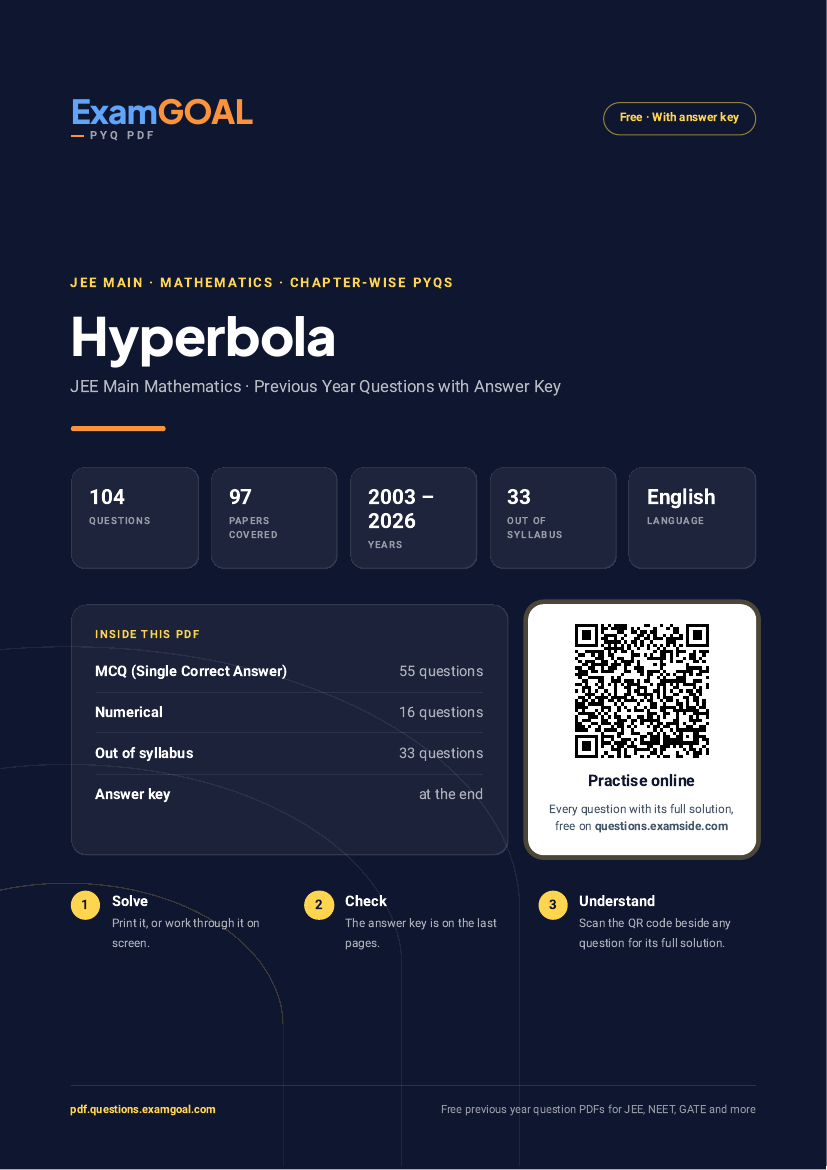 ExamGOAL
PYQ PDF
Free · With answer key
JEE MAIN · MATHEMATICS · CHAPTER-WISE PYQS
Hyperbola
JEE Main Mathematics · Previous Year Questions with Answer Key
104
QUESTIONS
97
PAPERS
COVERED
2003 –
2026
YEARS
33
OUT OF
SYLLABUS
English
LANGUAGE
INSIDE THIS PDF
MCQ (Single Correct Answer) 55 questions
Numerical 16 questions
Out of syllabus 33 questions
Answer key at the end
Practise online
Every question with its full solution,
free on questions.examside.com
1 Solve
Print it, or work through it on
screen.
2 Check
The answer key is on the last
pages.
3 Understand
Scan the QR code beside any
question for its full solution.
pdf.questions.examgoal.com
Free previous year question PDFs for JEE, NEET, GATE and more